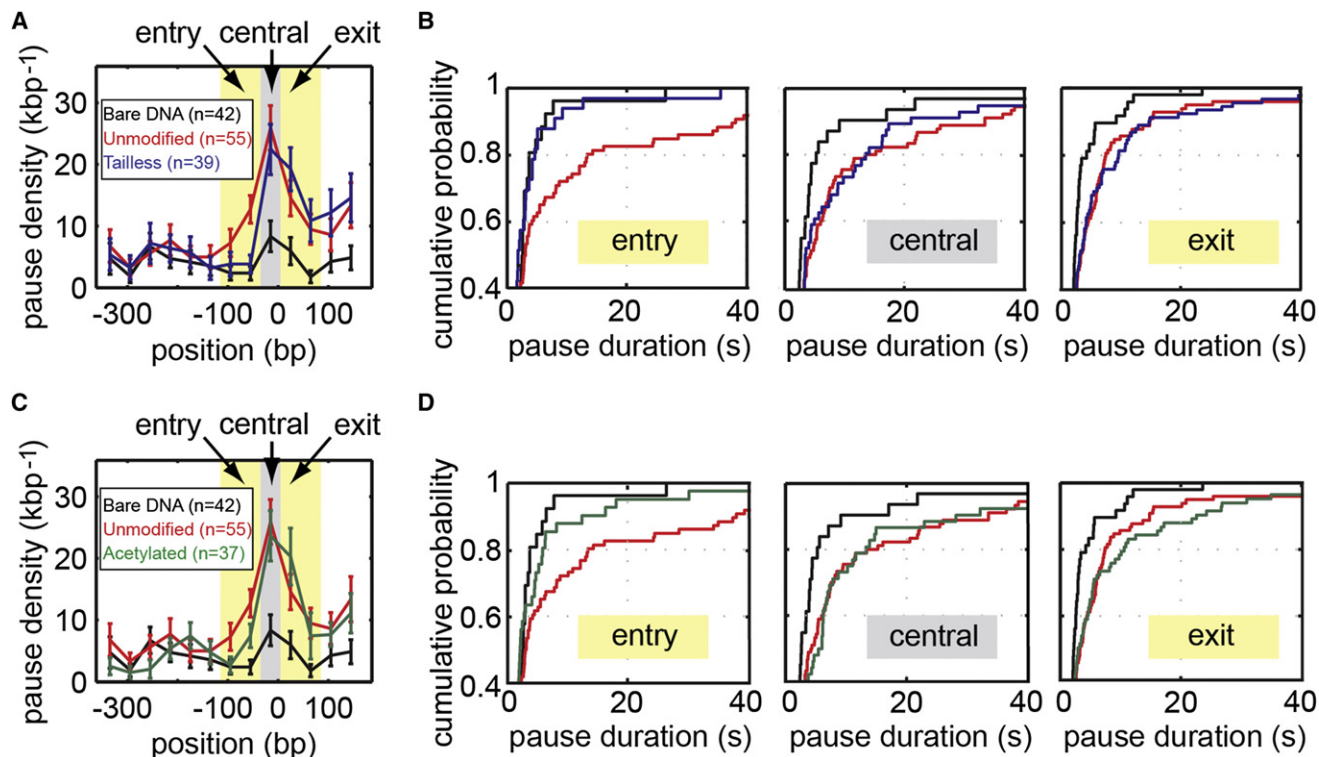 A
entry central exit
pause density (kbp-1)
30
20
10
0
Bare DNA (n=42)
Unmodified (n=55)
Tailless (n=39)
-300 -100 0 100
position (bp)
B
cumulative probability
1
0.8
0.6
0.4
entry
0 20 40
pause duration (s)
central
0 20 40
pause duration (s)
exit
0 20 40
pause duration (s)
C
entry central exit
pause density (kbp-1)
30
20
10
0
Bare DNA (n=42)
Unmodified (n=55)
Acetylated (n=37)
-300 -100 0 100
position (bp)
D
cumulative probability
1
0.8
0.6
0.4
entry
0 20 40
pause duration (s)
central
0 20 40
pause duration (s)
exit
0 20 40
pause duration (s)